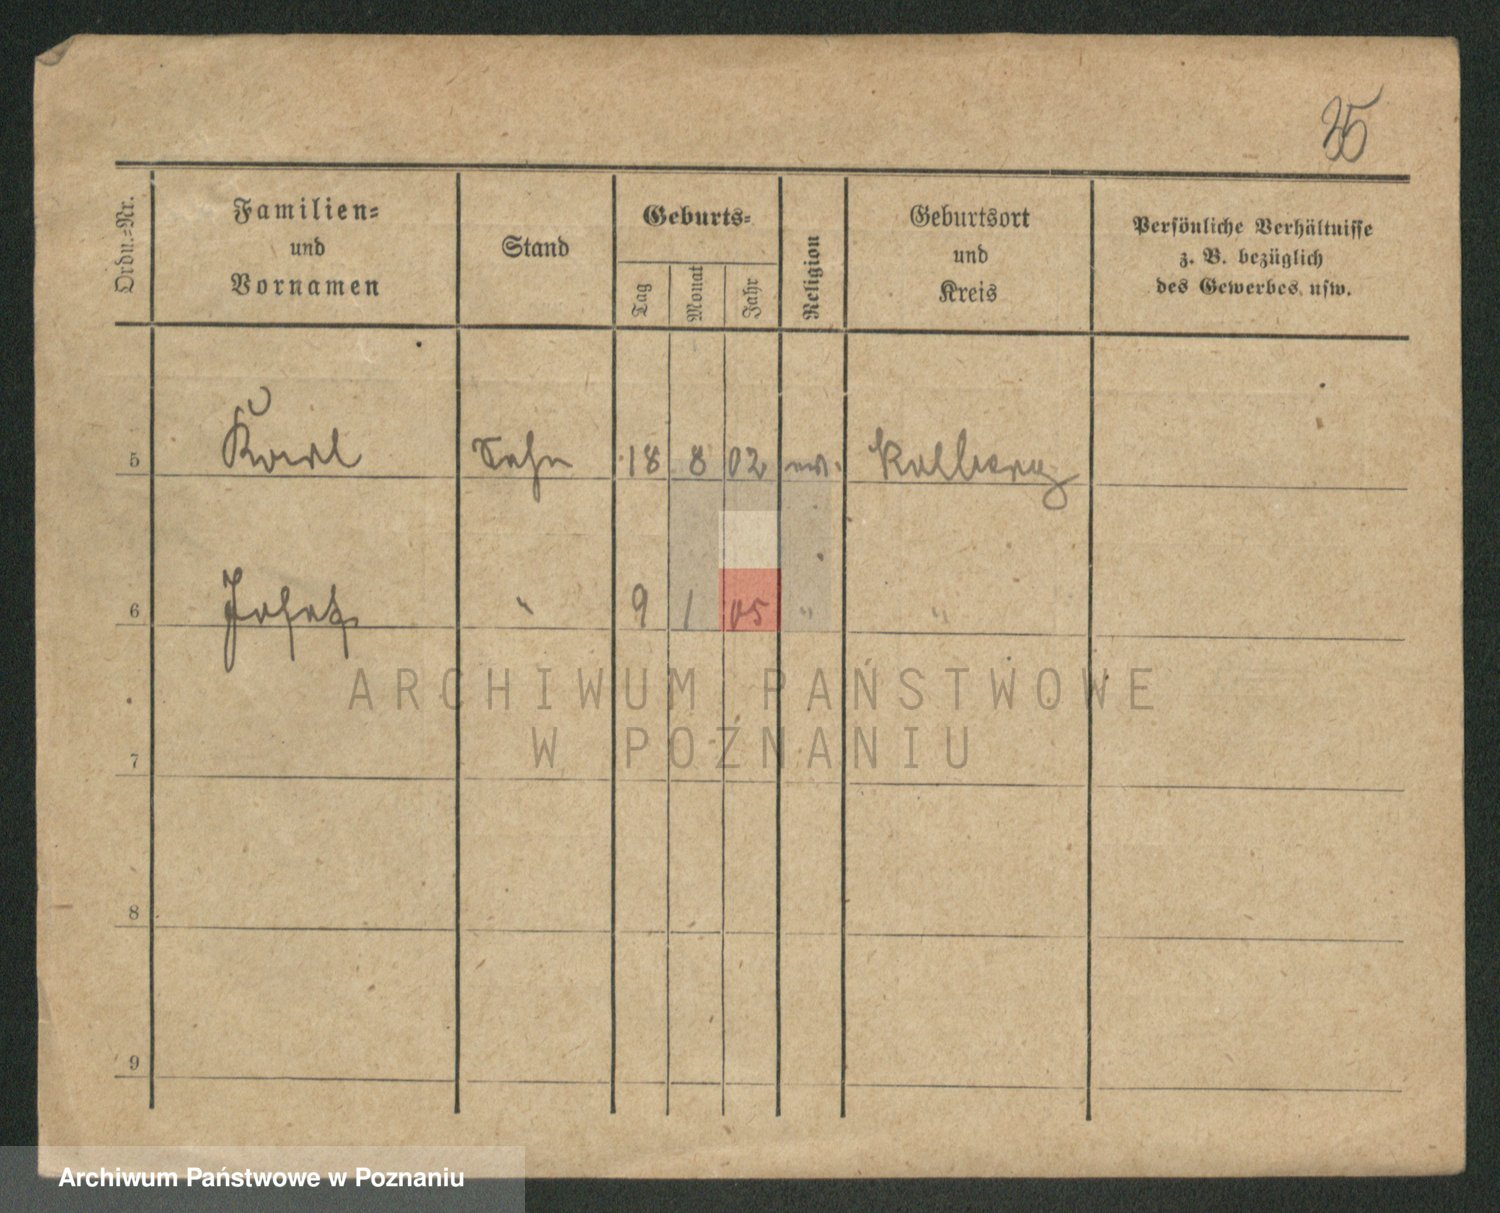 35
Ordn.-Nr.
Familien-
und
Vornamen
Stand
Geburts-
Tag
Monat
Jahr
Religion
Geburtsort
und
Kreis
Persönliche Verhältnisse
z. B. bezüglich
des Gewerbes usw.
5 Karl Sohn 18 8 02 Kolberg
6 Josef " 9 1 05 " "
7
8
9
ARCHIWUM PAŃSTWOWE
W POZNANIU
Archiwum Państwowe w Poznaniu